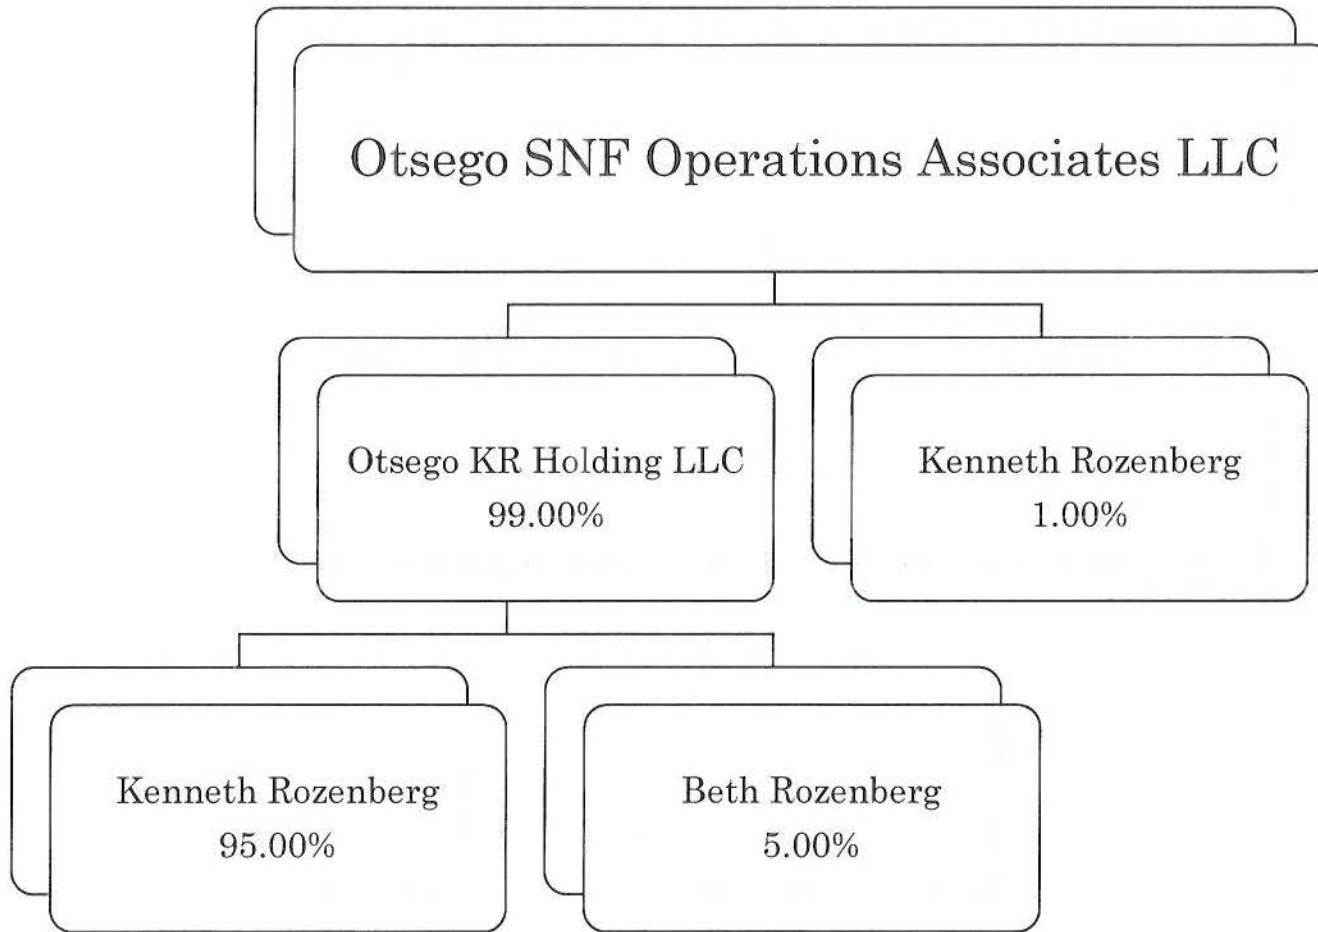 Otsego SNF Operations Associates LLC
Otsego KR Holding LLC
99.00%
Kenneth Rozenberg
1.00%
Kenneth Rozenberg
95.00%
Beth Rozenberg
5.00%